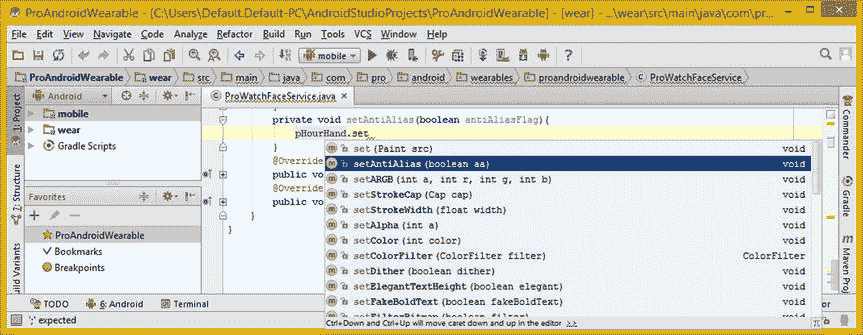 ProAndroidWearable - [C:\Users\Default.Default-PC\AndroidStudioProjects\ProAndroidWearable] - [wear] - ...\wear\src\main\java\com\pr...
File Edit View Navigate Code Analyze Refactor Build Run Tools VCS Window Help
mobile
ProAndroidWearable wear src main java com pro android wearables proandroidwearable ProWatchFaceService
1: Project
Android
ProWatchFaceService.java
mobile
wear
Gradle Scripts
Z: Structure
Favorites
ProAndroidWearable
Bookmarks
Breakpoints
Build Variants
private void setAntiAlias(boolean antiAliasFlag){
pHourHand.set
}
@Override
public vo
@Override
public vo
}
}
set (Paint src) void
setAntiAlias (boolean aa) void
setARGB (int a, int r, int g, int b) void
setStrokeCap (Cap cap) void
setStrokeWidth (float width) void
setAlpha (int a) void
setColor (int color) void
setColorFilter (ColorFilter filter) ColorFilter
setDither (boolean dither) void
setElegantTextHeight (boolean elegant) void
setFakeBoldText (boolean fakeBoldText) void
setFilterBitmap (boolean filter) void
Ctrl+Down and Ctrl+Up will move caret down and up in the editor >>
Commander
Gradle
Maven Proj
TODO 6: Android Terminal
';' expected